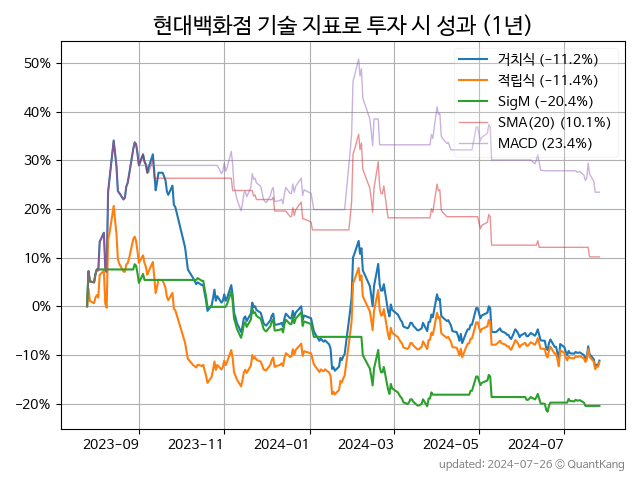 현대백화점 기술 지표로 투자 시 성과 (1년)
거치식 (−11.2%)
적립식 (−11.4%)
SigM (−20.4%)
SMA(20) (10.1%)
MACD (23.4%)
50%
40%
30%
20%
10%
0%
−10%
−20%
2023−09 2023−11 2024−01 2024−03 2024−05 2024−07
updated: 2024-07-26 © QuantKang